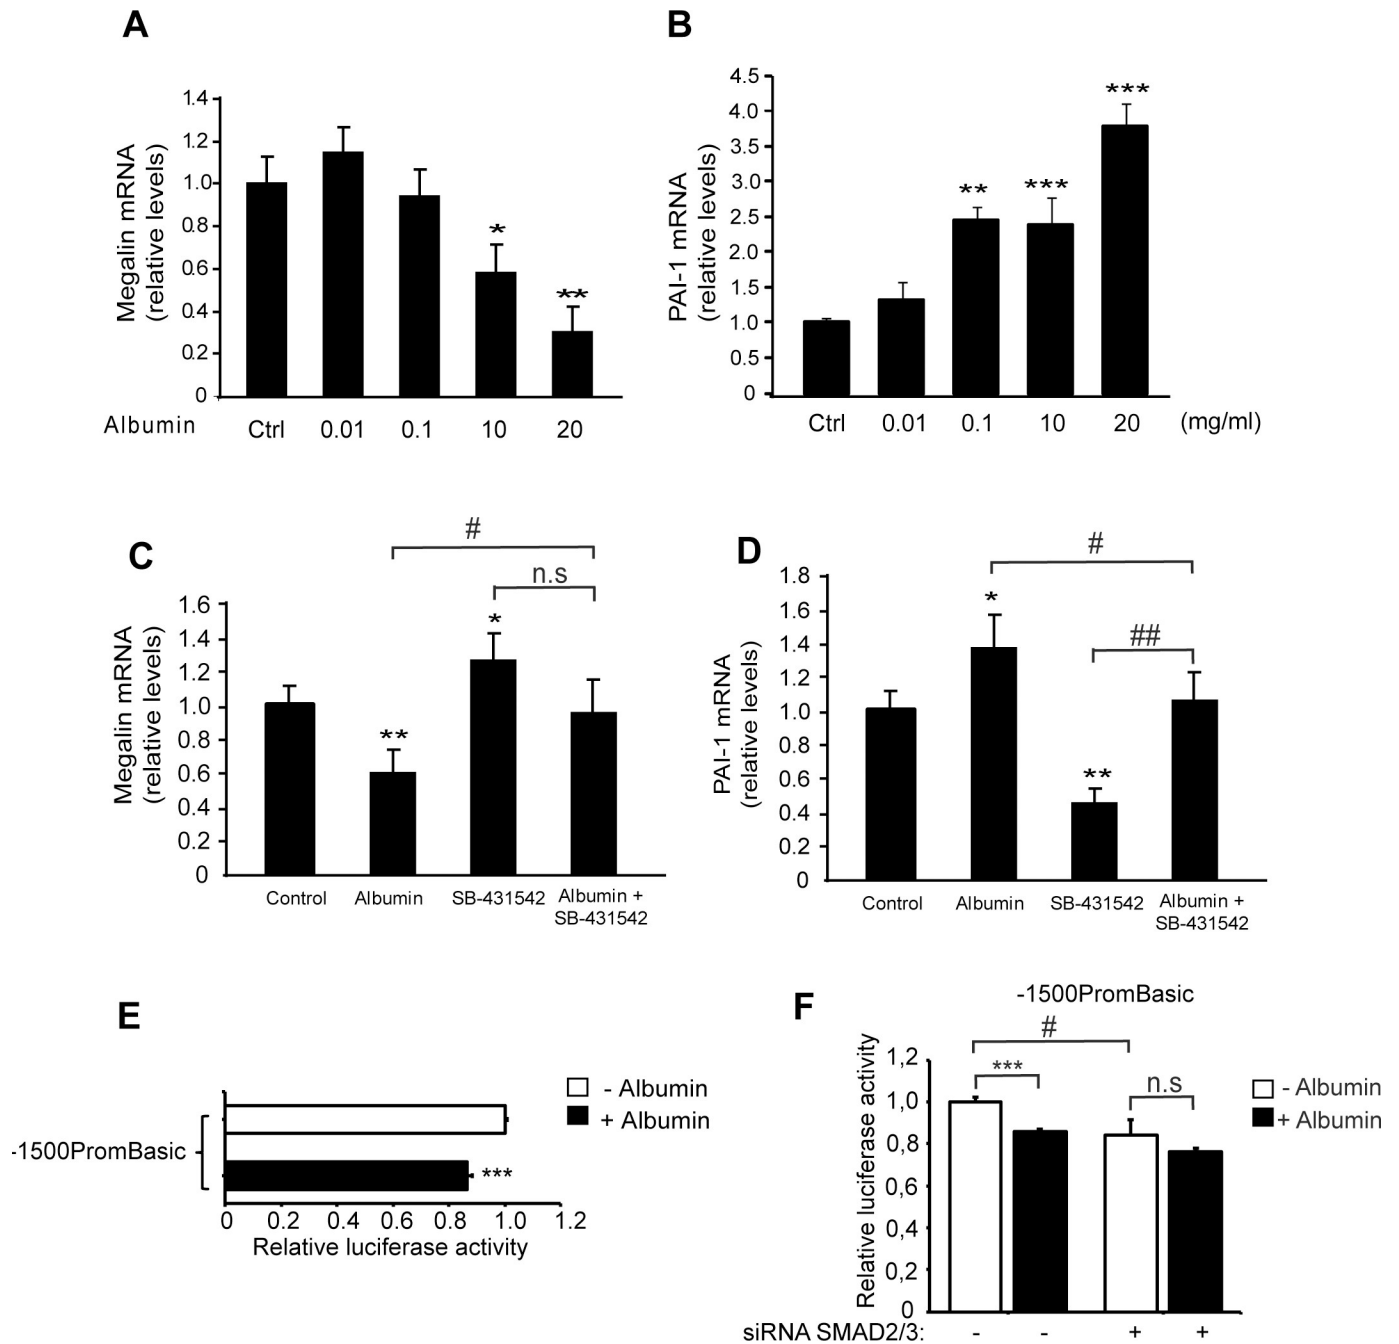 A
Megalin mRNA
(relative levels)
1.4
1.2
1.0
0.8
0.6
0.4
0.2
0
*
**
Albumin
Ctrl 0.01 0.1 10 20
B
PAI-1 mRNA
(relative levels)
4.5
4.0
3.5
3.0
2.5
2.0
1.5
1.0
0.5
0
**
***
***
Ctrl 0.01 0.1 10 20 (mg/ml)
C
Megalin mRNA
(relative levels)
1.6
1.4
1.2
1.0
0.8
0.6
0.4
0.2
0
#
n.s
**
*
Control Albumin SB-431542 Albumin +
SB-431542
D
PAI-1 mRNA
(relative levels)
1.8
1.6
1.4
1.2
1.0
0.8
0.6
0.4
0.2
0
#
##
*
**
Control Albumin SB-431542 Albumin +
SB-431542
E
- Albumin
+ Albumin
-1500PromBasic
***
0 0.2 0.4 0.6 0.8 1.0 1.2
Relative luciferase activity
F
-1500PromBasic
Relative luciferase activity
1,2
1,0
0,8
0,6
0,4
0,2
0
#
***
n.s
- Albumin
+ Albumin
siRNA SMAD2/3: - - + +